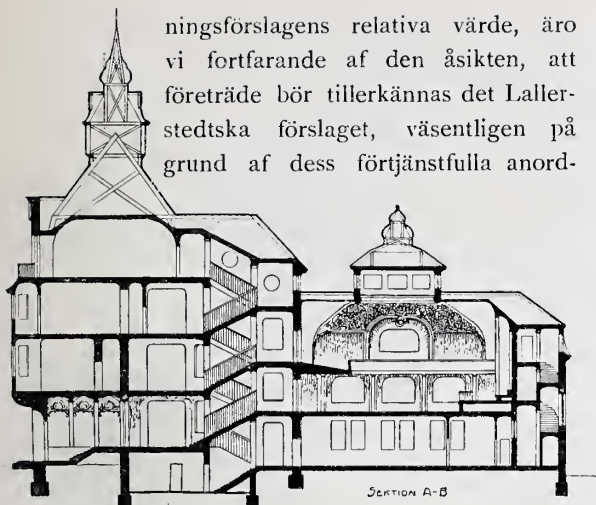 ningsförslagens relativa värde, äro
vi fortfarande af den åsikten, att
företräde bör tillerkännas det Laller-
stedtska förslaget, väsentligen på
grund af dess förtjänstfulla anord-
SEKTION A-B